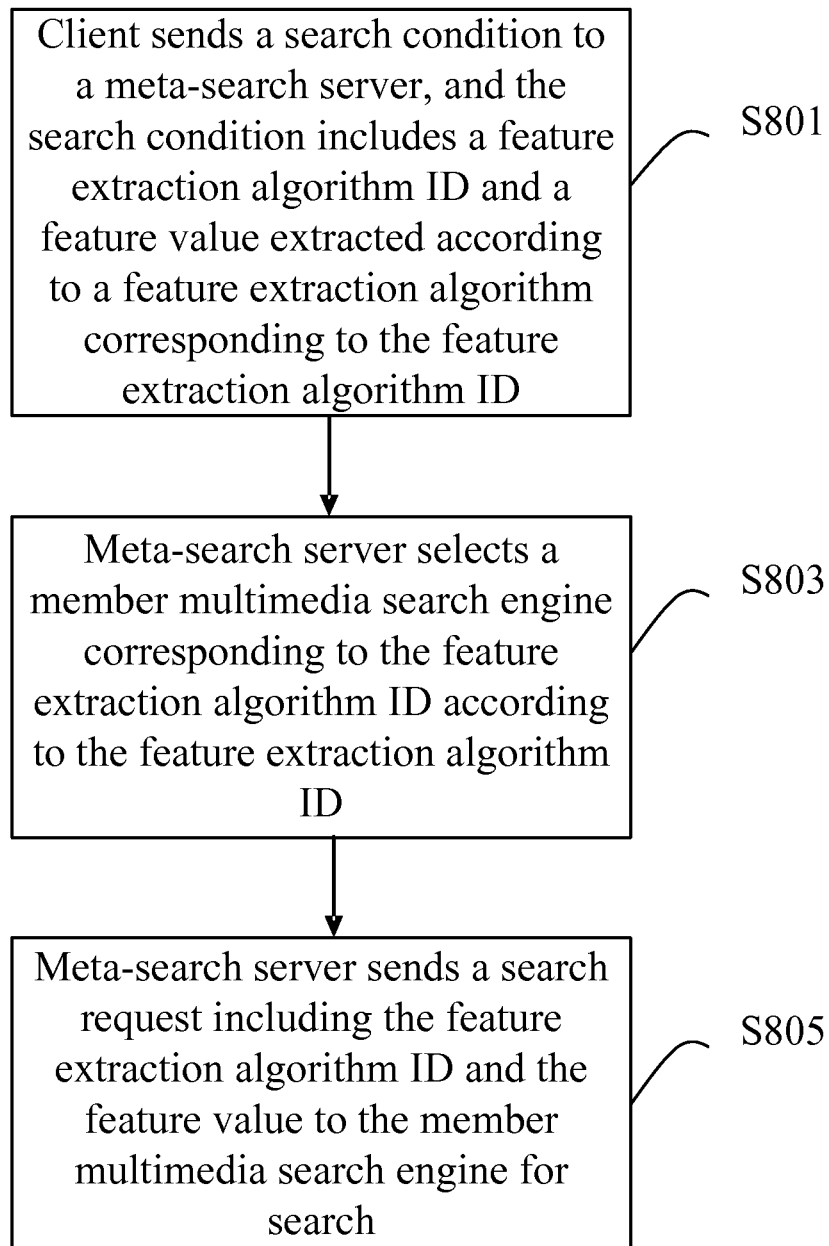 Client sends a search condition to
a meta-search server, and the
search condition includes a feature
extraction algorithm ID and a
feature value extracted according
to a feature extraction algorithm
corresponding to the feature
extraction algorithm ID
S801
Meta-search server selects a
member multimedia search engine
corresponding to the feature
extraction algorithm ID according
to the feature extraction algorithm
ID
S803
Meta-search server sends a search
request including the feature
extraction algorithm ID and the
feature value to the member
multimedia search engine for
search
S805